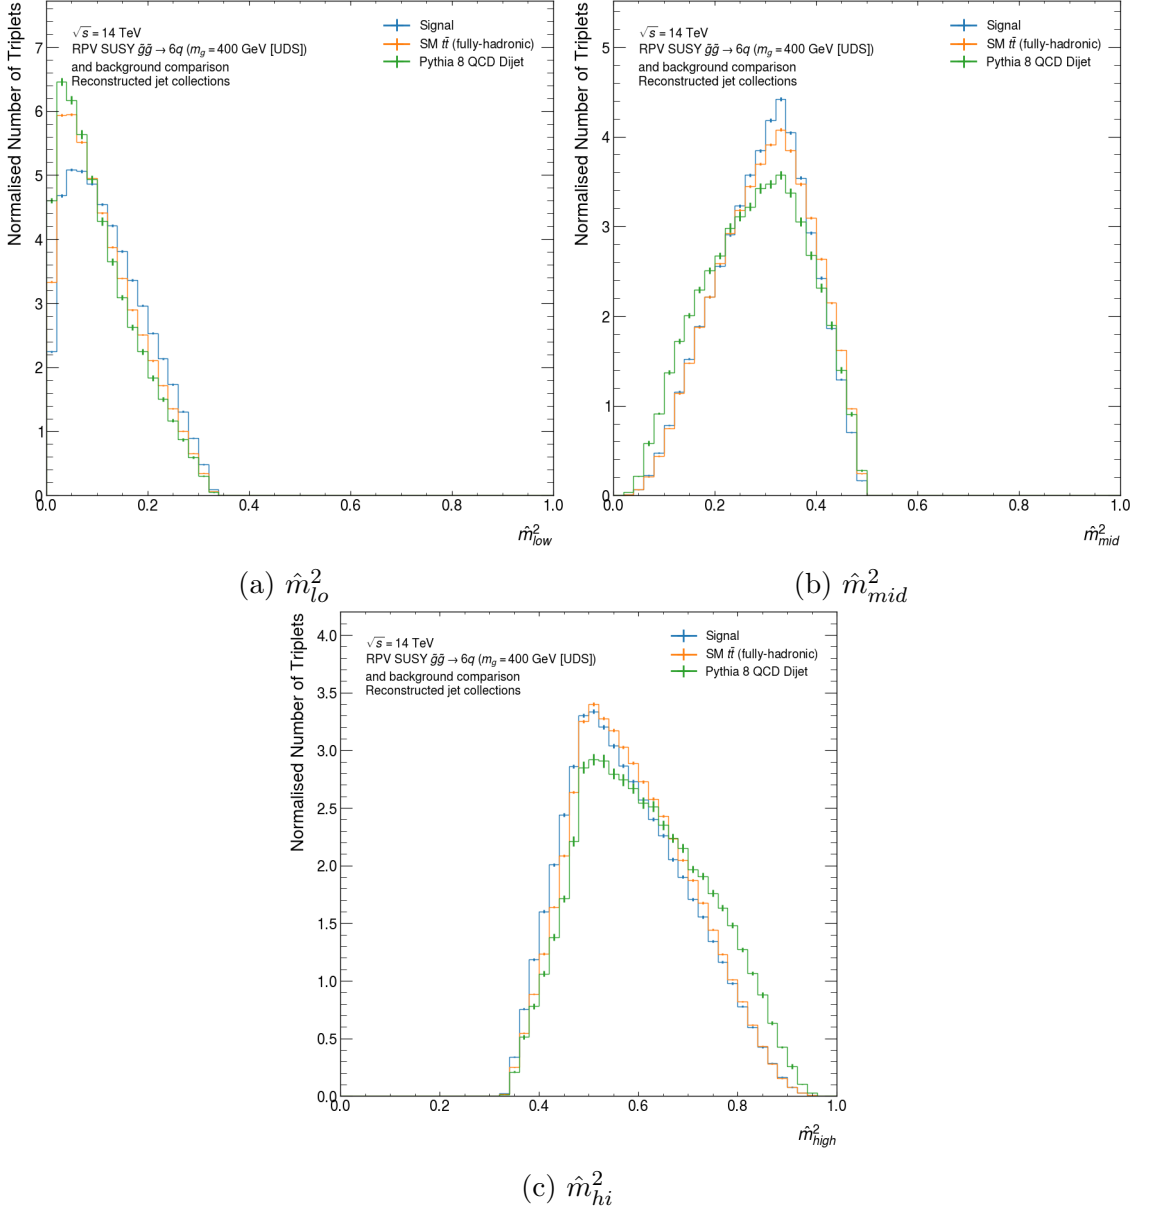 Normalised Number of Triplets
7
6
5
4
3
2
1
0
√s = 14 TeV
RPV SUSY g̃g̃ → 6q (m_g̃ = 400 GeV [UDS])
and background comparison
Reconstructed jet collections
Signal
SM tt̄ (fully-hadronic)
Pythia 8 QCD Dijet
0.0 0.2 0.4 0.6 0.8 1.0
m̂²_low
(a) m̂²_lo
Normalised Number of Triplets
5
4
3
2
1
0
√s = 14 TeV
RPV SUSY g̃g̃ → 6q (m_g̃ = 400 GeV [UDS])
and background comparison
Reconstructed jet collections
Signal
SM tt̄ (fully-hadronic)
Pythia 8 QCD Dijet
0.0 0.2 0.4 0.6 0.8 1.0
m̂²_mid
(b) m̂²_mid
Normalised Number of Triplets
4.0
3.5
3.0
2.5
2.0
1.5
1.0
0.5
0.0
√s = 14 TeV
RPV SUSY g̃g̃ → 6q (m_g̃ = 400 GeV [UDS])
and background comparison
Reconstructed jet collections
Signal
SM tt̄ (fully-hadronic)
Pythia 8 QCD Dijet
0.0 0.2 0.4 0.6 0.8 1.0
m̂²_high
(c) m̂²_hi